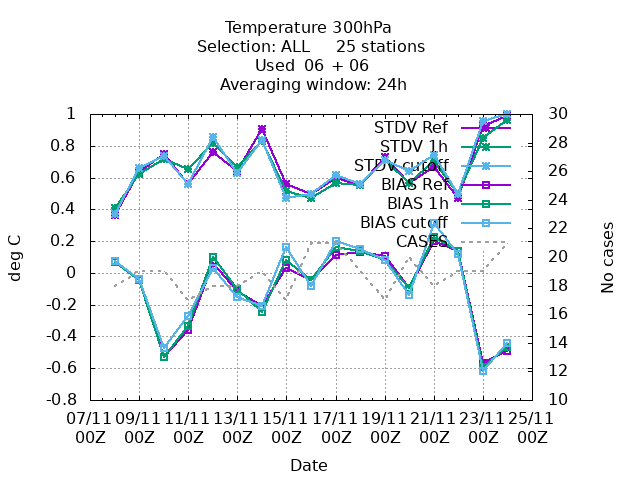 Temperature 300hPa
Selection: ALL 25 stations
Used 06 + 06
Averaging window: 24h
1
0.8
0.6
0.4
0.2
0
-0.2
-0.4
-0.6
-0.8
deg C
30
28
26
24
22
20
18
16
14
12
10
No cases
STDV Ref
STDV 1h
STDV cutoff
BIAS Ref
BIAS 1h
BIAS cutoff
CASES
07/11 09/11 11/11 13/11 15/11 17/11 19/11 21/11 23/11 25/11
00Z 00Z 00Z 00Z 00Z 00Z 00Z 00Z 00Z 00Z
Date